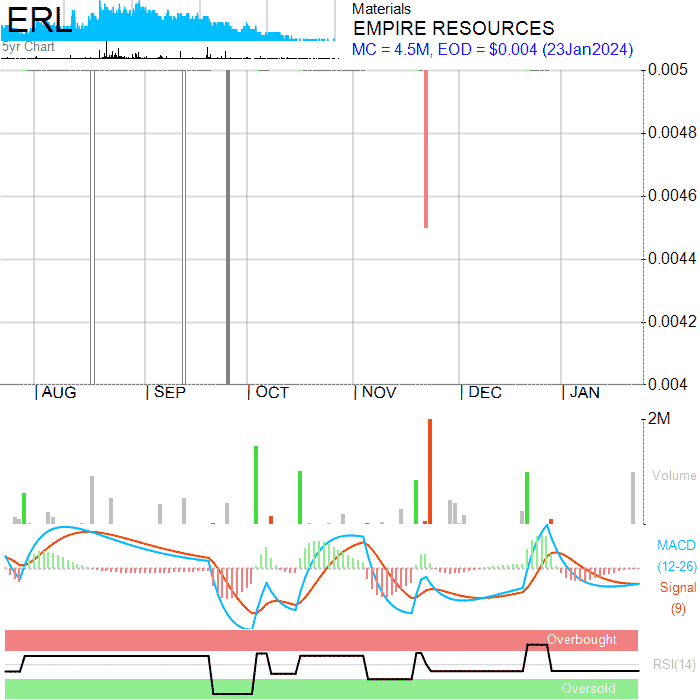 ERL
5yr Chart
Materials
EMPIRE RESOURCES
MC = 4.5M, EOD = $0.004 (23Jan2024)
0.005
0.0048
0.0046
0.0044
0.0042
0.004
AUG SEP OCT NOV DEC JAN
2M
Volume
MACD
(12-26)
Signal
(9)
Overbought
RSI(14)
Oversold